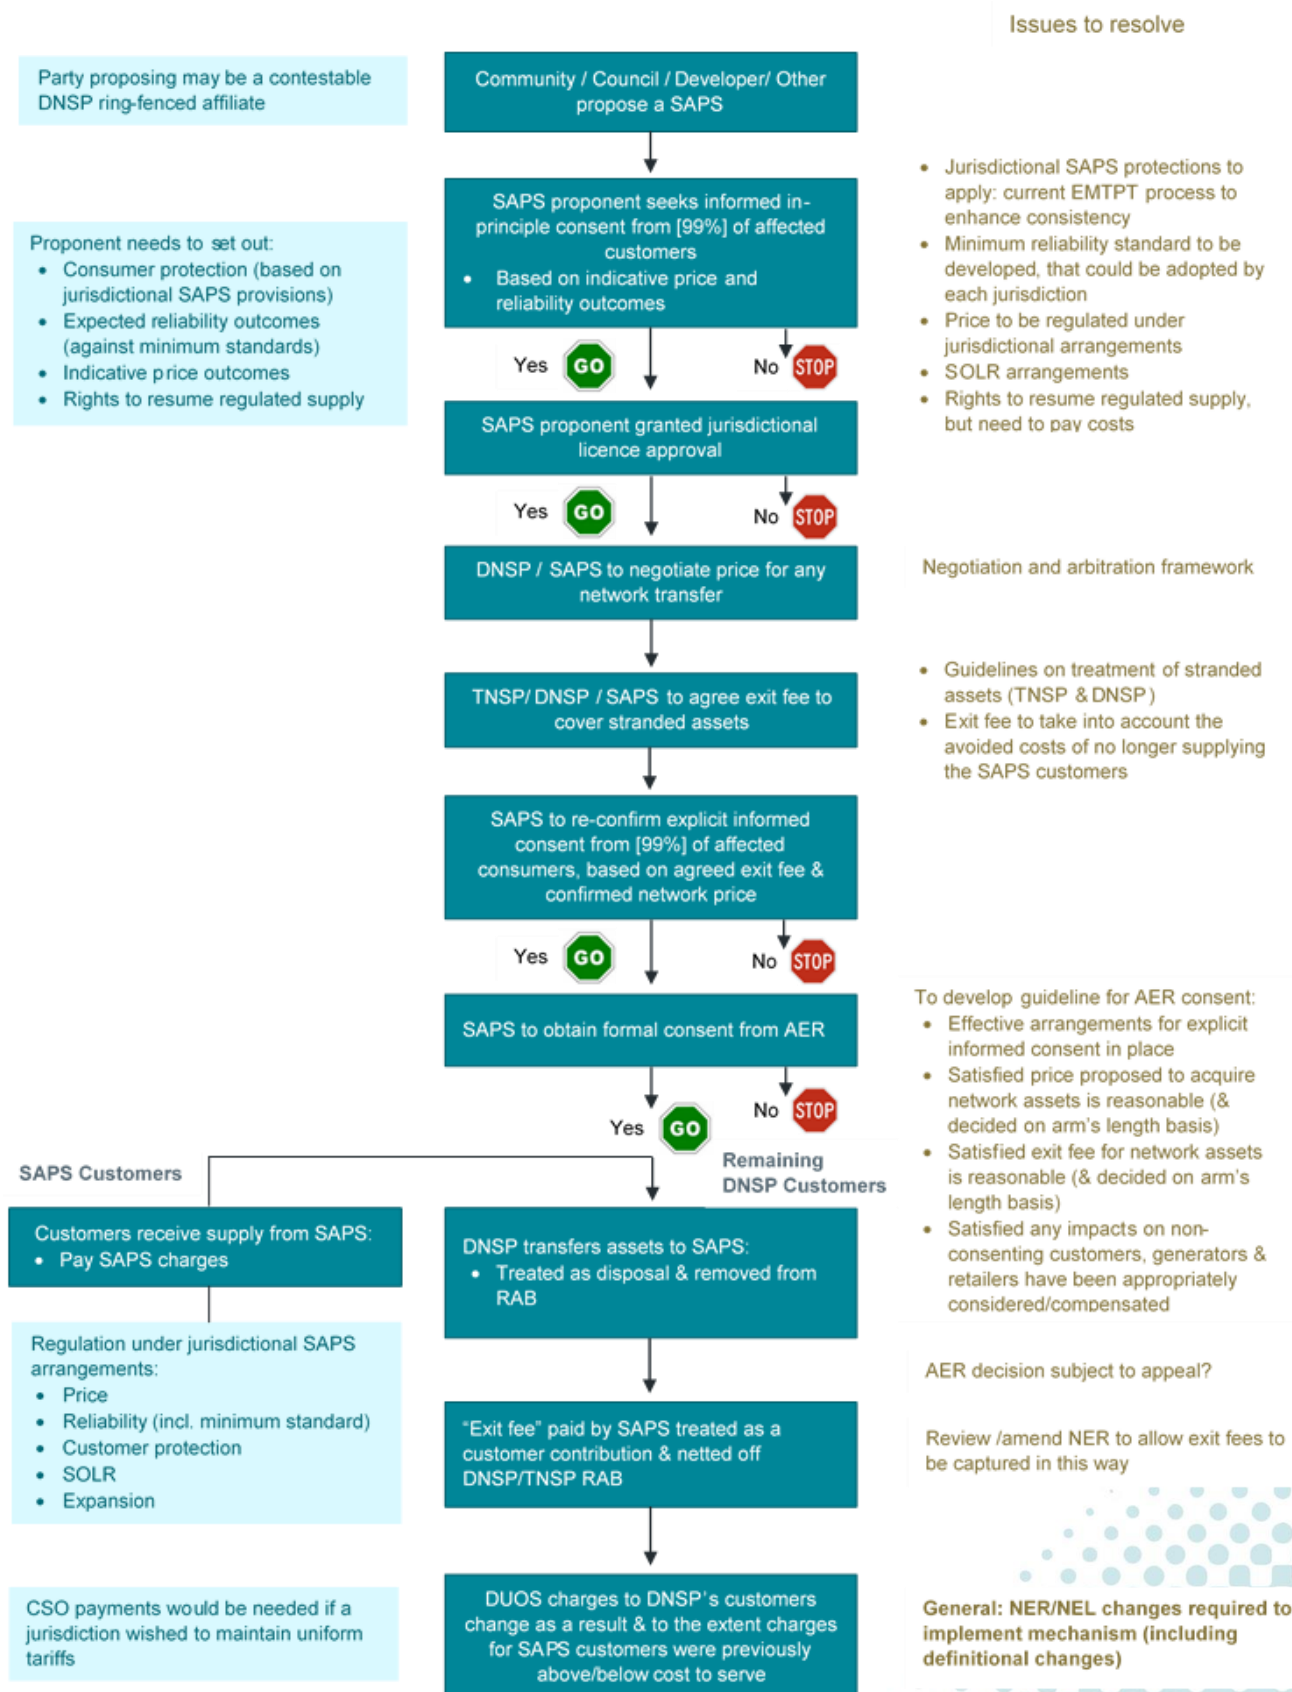 Issues to resolve
Party proposing may be a contestable
DNSP ring-fenced affiliate
Community / Council / Developer/ Other
propose a SAPS
SAPS proponent seeks informed in-
principle consent from [99%] of affected
customers
• Based on indicative price and
reliability outcomes
Proponent needs to set out:
• Consumer protection (based on
jurisdictional SAPS provisions)
• Expected reliability outcomes
(against minimum standards)
• Indicative price outcomes
• Rights to resume regulated supply
• Jurisdictional SAPS protections to
apply: current EMTPT process to
enhance consistency
• Minimum reliability standard to be
developed, that could be adopted by
each jurisdiction
• Price to be regulated under
jurisdictional arrangements
• SOLR arrangements
• Rights to resume regulated supply,
but need to pay costs
Yes GO No STOP
SAPS proponent granted jurisdictional
licence approval
Yes GO No STOP
DNSP / SAPS to negotiate price for any
network transfer
Negotiation and arbitration framework
TNSP/ DNSP / SAPS to agree exit fee to
cover stranded assets
• Guidelines on treatment of stranded
assets (TNSP & DNSP)
• Exit fee to take into account the
avoided costs of no longer supplying
the SAPS customers
SAPS to re-confirm explicit informed
consent from [99%] of affected
consumers, based on agreed exit fee &
confirmed network price
Yes GO No STOP
SAPS to obtain formal consent from AER
To develop guideline for AER consent:
• Effective arrangements for explicit
informed consent in place
• Satisfied price proposed to acquire
network assets is reasonable (&
decided on arm's length basis)
• Satisfied exit fee for network assets
is reasonable (& decided on arm's
length basis)
• Satisfied any impacts on non-
consenting customers, generators &
retailers have been appropriately
considered/compensated
Yes GO No STOP
SAPS Customers
Remaining
DNSP Customers
Customers receive supply from SAPS:
• Pay SAPS charges
DNSP transfers assets to SAPS:
• Treated as disposal & removed from
RAB
Regulation under jurisdictional SAPS
arrangements:
• Price
• Reliability (incl. minimum standard)
• Customer protection
• SOLR
• Expansion
AER decision subject to appeal?
"Exit fee" paid by SAPS treated as a
customer contribution & netted off
DNSP/TNSP RAB
Review /amend NER to allow exit fees to
be captured in this way
CSO payments would be needed if a
jurisdiction wished to maintain uniform
tariffs
DUOS charges to DNSP's customers
change as a result & to the extent charges
for SAPS customers were previously
above/below cost to serve
General: NER/NEL changes required to
implement mechanism (including
definitional changes)